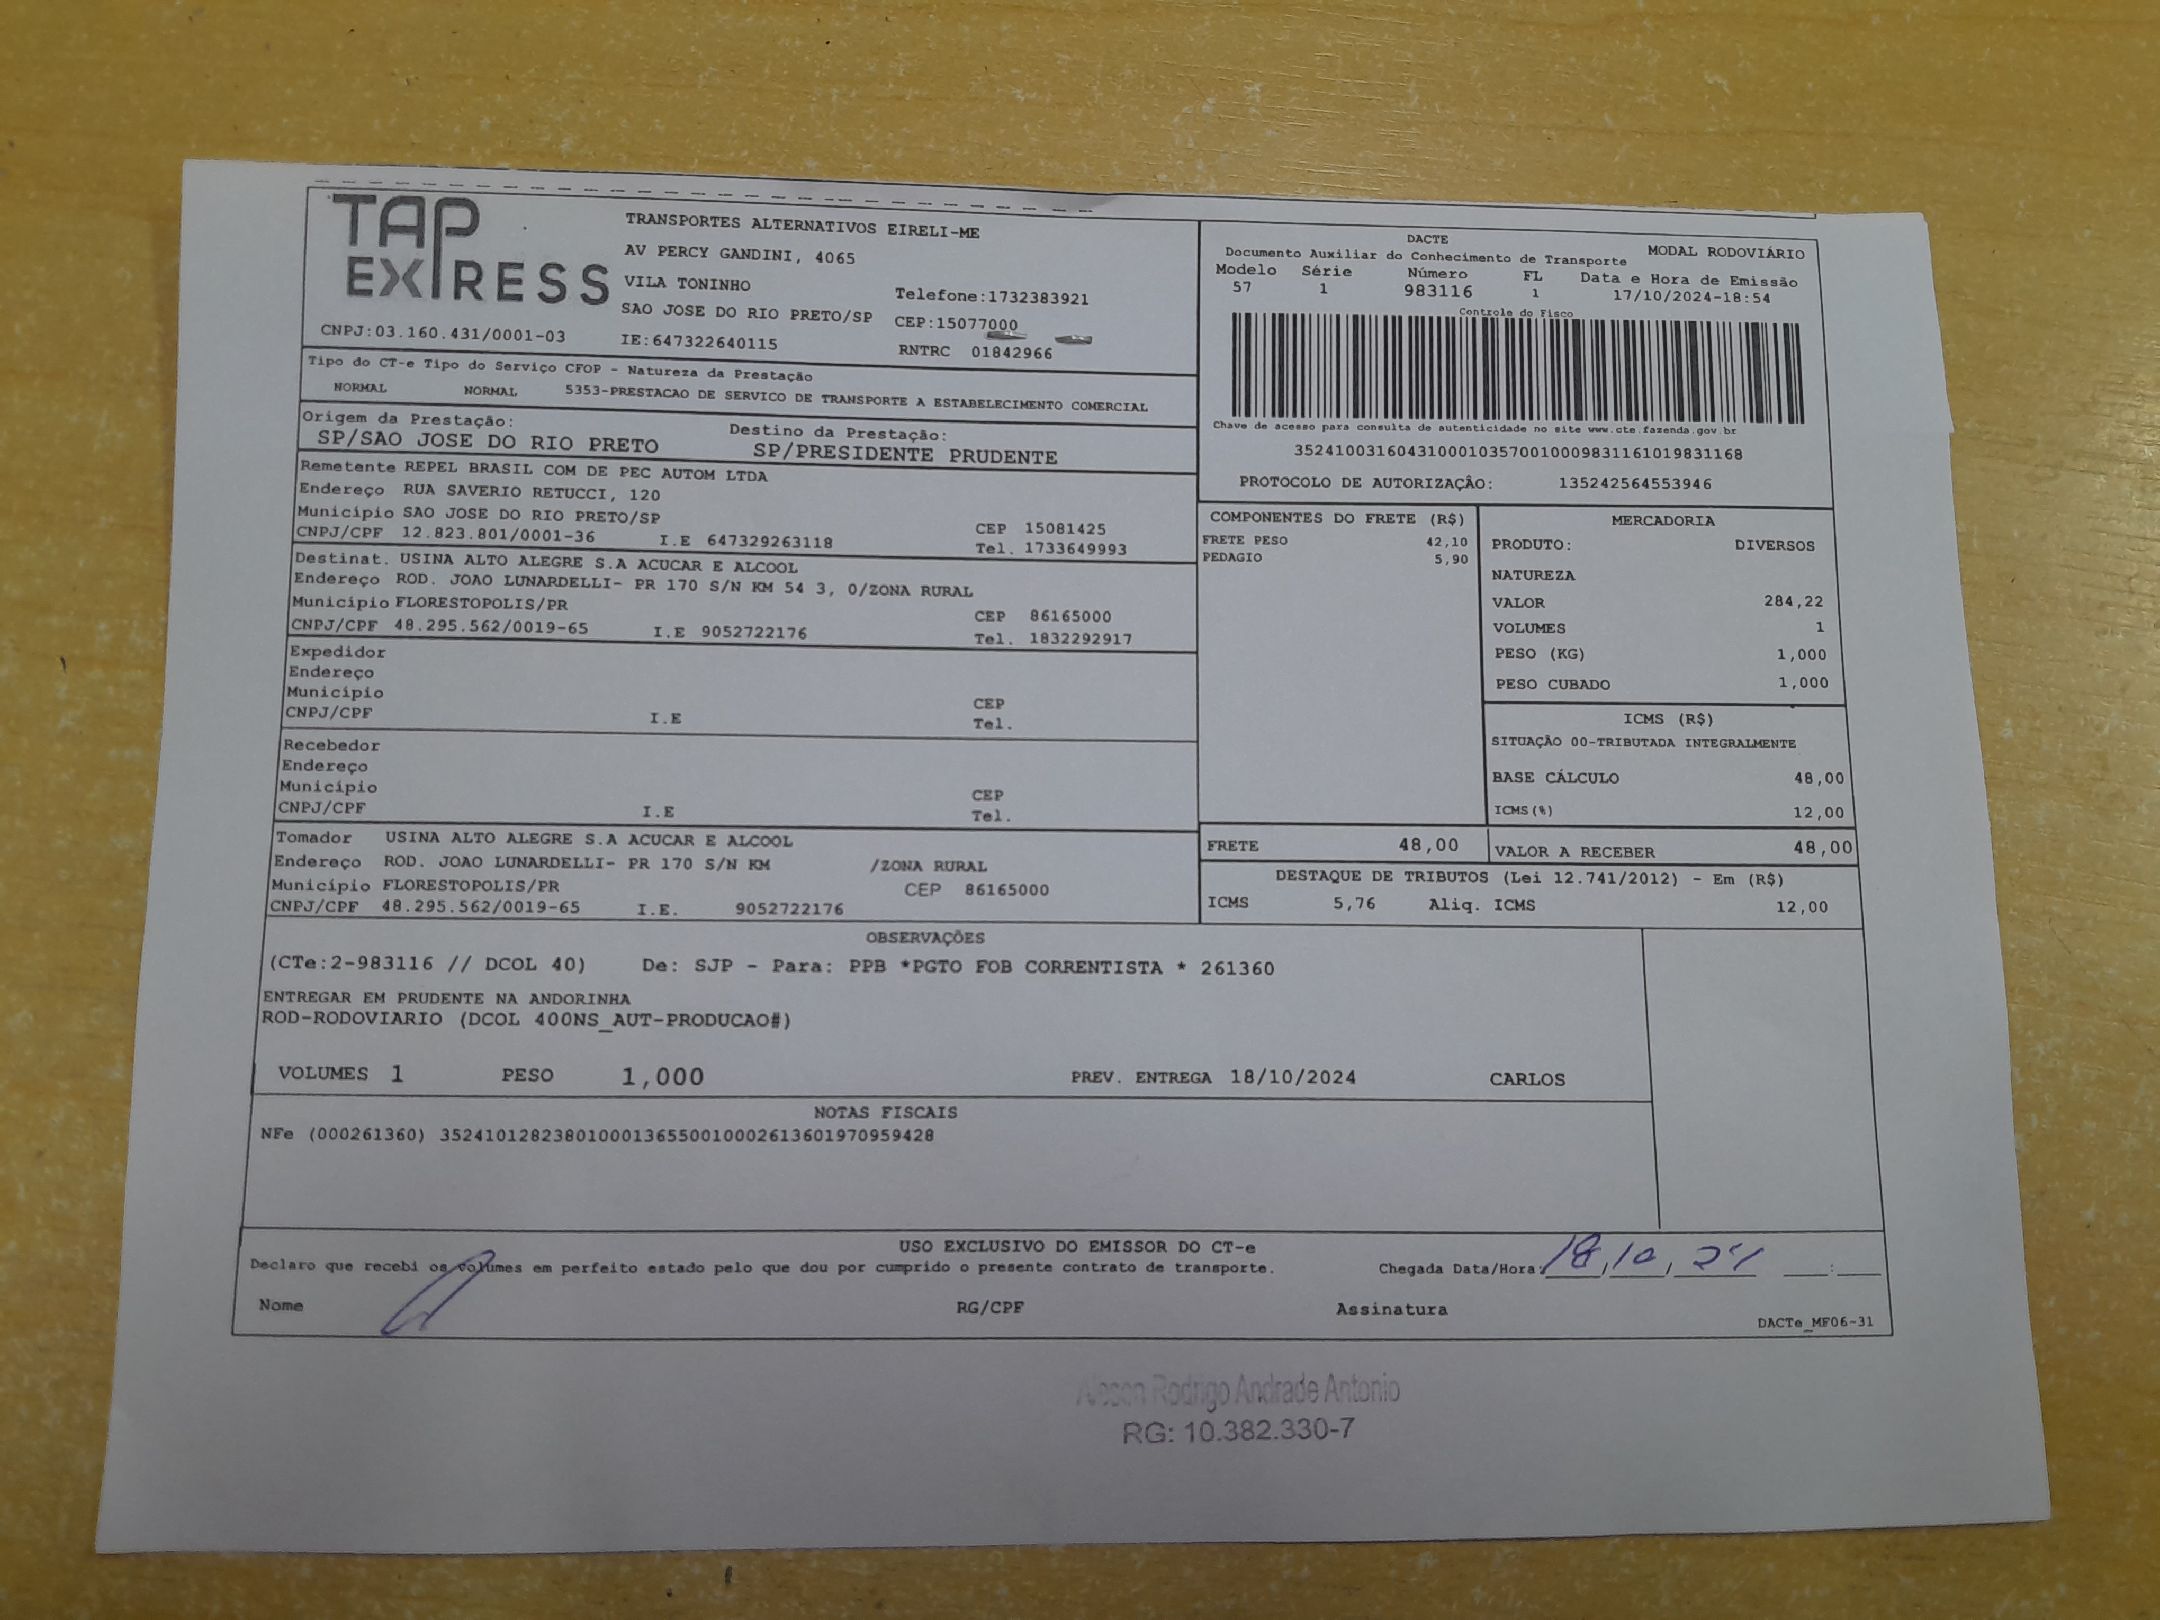 TAP EXPRESS
TRANSPORTES ALTERNATIVOS EIRELI-ME
AV PERCY GANDINI, 4065
VILA TONINHO
Telefone:1732383921
SAO JOSE DO RIO PRETO/SP CEP:15077000
CNPJ:03.160.431/0001-03 IE:647322640115 RNTRC 01842966
DACTE MODAL RODOVIÁRIO
Documento Auxiliar do Conhecimento de Transporte
Modelo Série Número FL Data e Hora de Emissão
57 1 983116 1 17/10/2024-18:54
Controle do Fisco
Chave de acesso para consulta de autenticidade no site www.cte.fazenda.gov.br
35241003160431000103570010009831161019831168
PROTOCOLO DE AUTORIZAÇÃO: 135242564553946
Tipo do CT-e Tipo do Serviço CFOP - Natureza da Prestação
NORMAL NORMAL 5353-PRESTACAO DE SERVICO DE TRANSPORTE A ESTABELECIMENTO COMERCIAL
Origem da Prestação: Destino da Prestação:
SP/SAO JOSE DO RIO PRETO SP/PRESIDENTE PRUDENTE
Remetente REPEL BRASIL COM DE PEC AUTOM LTDA
Endereço RUA SAVERIO RETUCCI, 120
Município SAO JOSE DO RIO PRETO/SP CEP 15081425
CNPJ/CPF 12.823.801/0001-36 I.E 647329263118 Tel. 1733649993
Destinat. USINA ALTO ALEGRE S.A ACUCAR E ALCOOL
Endereço ROD. JOAO LUNARDELLI- PR 170 S/N KM 54 3, 0/ZONA RURAL
Município FLORESTOPOLIS/PR CEP 86165000
CNPJ/CPF 48.295.562/0019-65 I.E 9052722176 Tel. 1832292917
Expedidor
Endereço
Município CEP
CNPJ/CPF I.E Tel.
Recebedor
Endereço
Município CEP
CNPJ/CPF I.E Tel.
Tomador USINA ALTO ALEGRE S.A ACUCAR E ALCOOL
Endereço ROD. JOAO LUNARDELLI- PR 170 S/N KM /ZONA RURAL
Município FLORESTOPOLIS/PR CEP 86165000
CNPJ/CPF 48.295.562/0019-65 I.E. 9052722176
COMPONENTES DO FRETE (R$)
FRETE PESO 42,10
PEDAGIO 5,90
MERCADORIA
PRODUTO: DIVERSOS
NATUREZA
VALOR 284,22
VOLUMES 1
PESO (KG) 1,000
PESO CUBADO 1,000
ICMS (R$)
SITUAÇÃO 00-TRIBUTADA INTEGRALMENTE
BASE CÁLCULO 48,00
ICMS(%) 12,00
FRETE 48,00 VALOR A RECEBER 48,00
DESTAQUE DE TRIBUTOS (Lei 12.741/2012) - Em (R$)
ICMS 5,76 Aliq. ICMS 12,00
OBSERVAÇÕES
(CTe:2-983116 // DCOL 40) De: SJP - Para: PPB *PGTO FOB CORRENTISTA * 261360
ENTREGAR EM PRUDENTE NA ANDORINHA
ROD-RODOVIARIO (DCOL 400NS_AUT-PRODUCAO#)
VOLUMES 1 PESO 1,000 PREV. ENTREGA 18/10/2024 CARLOS
NOTAS FISCAIS
NFe (000261360) 35241012823801000136550010002613601970959428
USO EXCLUSIVO DO EMISSOR DO CT-e
Declaro que recebi os volumes em perfeito estado pelo que dou por cumprido o presente contrato de transporte. Chegada Data/Hora: 18/10/24 __:__
Nome RG/CPF Assinatura
DACTe_MF06-31
Rodrigo Andrade Antonio
RG: 10.382.330-7